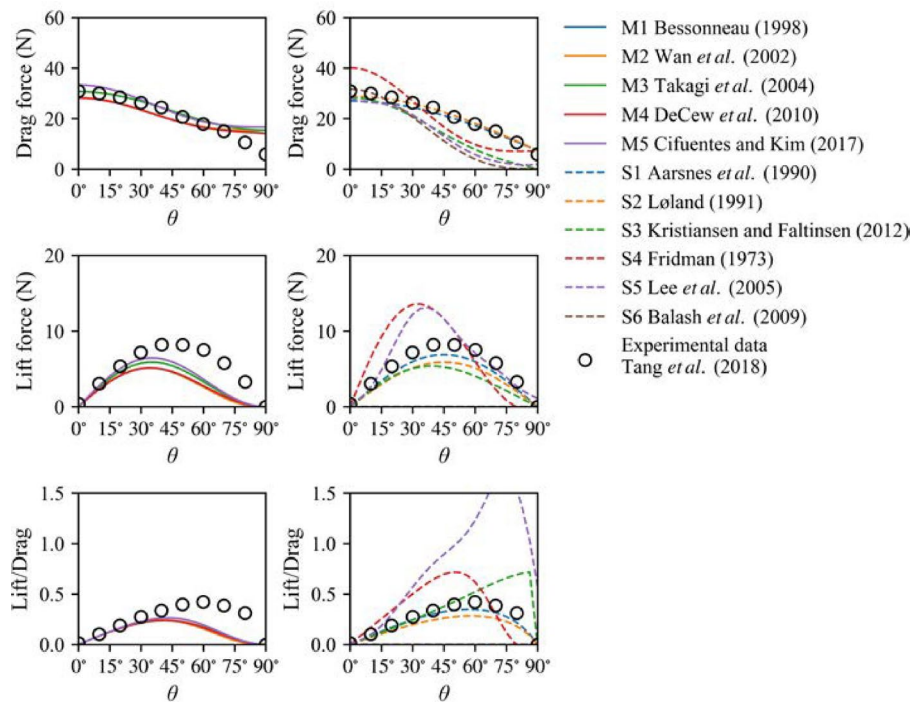 60
40
20
0
Drag force (N)
0° 15° 30° 45° 60° 75° 90°
θ
60
40
20
0
Drag force (N)
0° 15° 30° 45° 60° 75° 90°
θ
20
10
0
Lift force (N)
0° 15° 30° 45° 60° 75° 90°
θ
20
10
0
Lift force (N)
0° 15° 30° 45° 60° 75° 90°
θ
1.5
1.0
0.5
0.0
Lift/Drag
0° 15° 30° 45° 60° 75° 90°
θ
1.5
1.0
0.5
0.0
Lift/Drag
0° 15° 30° 45° 60° 75° 90°
θ
M1 Bessonneau (1998)
M2 Wan et al. (2002)
M3 Takagi et al. (2004)
M4 DeCew et al. (2010)
M5 Cifuentes and Kim (2017)
S1 Aarsnes et al. (1990)
S2 Løland (1991)
S3 Kristiansen and Faltinsen (2012)
S4 Fridman (1973)
S5 Lee et al. (2005)
S6 Balash et al. (2009)
Experimental data
Tang et al. (2018)